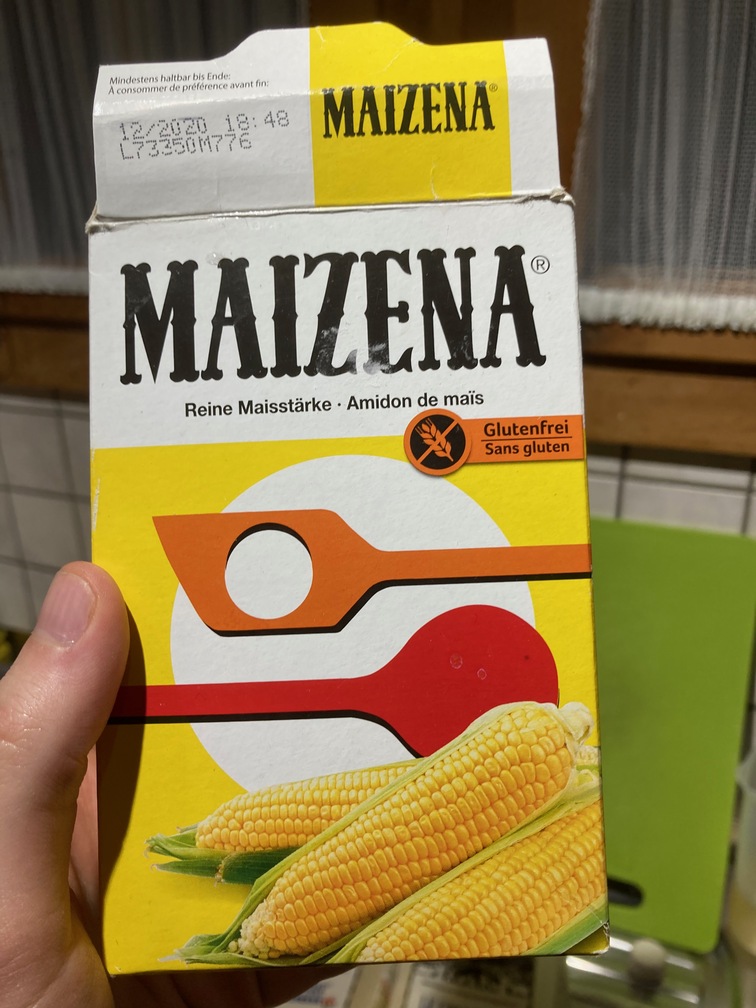 Mindestens haltbar bis Ende:
À consommer de préférence avant fin:
12/2020 18:48
L73350M776
MAIZENA®
MAIZENA®
Reine Maisstärke · Amidon de maïs
Glutenfrei
Sans gluten